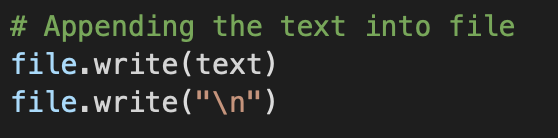 # Appending the text into file
file.write(text)
file.write("\n")